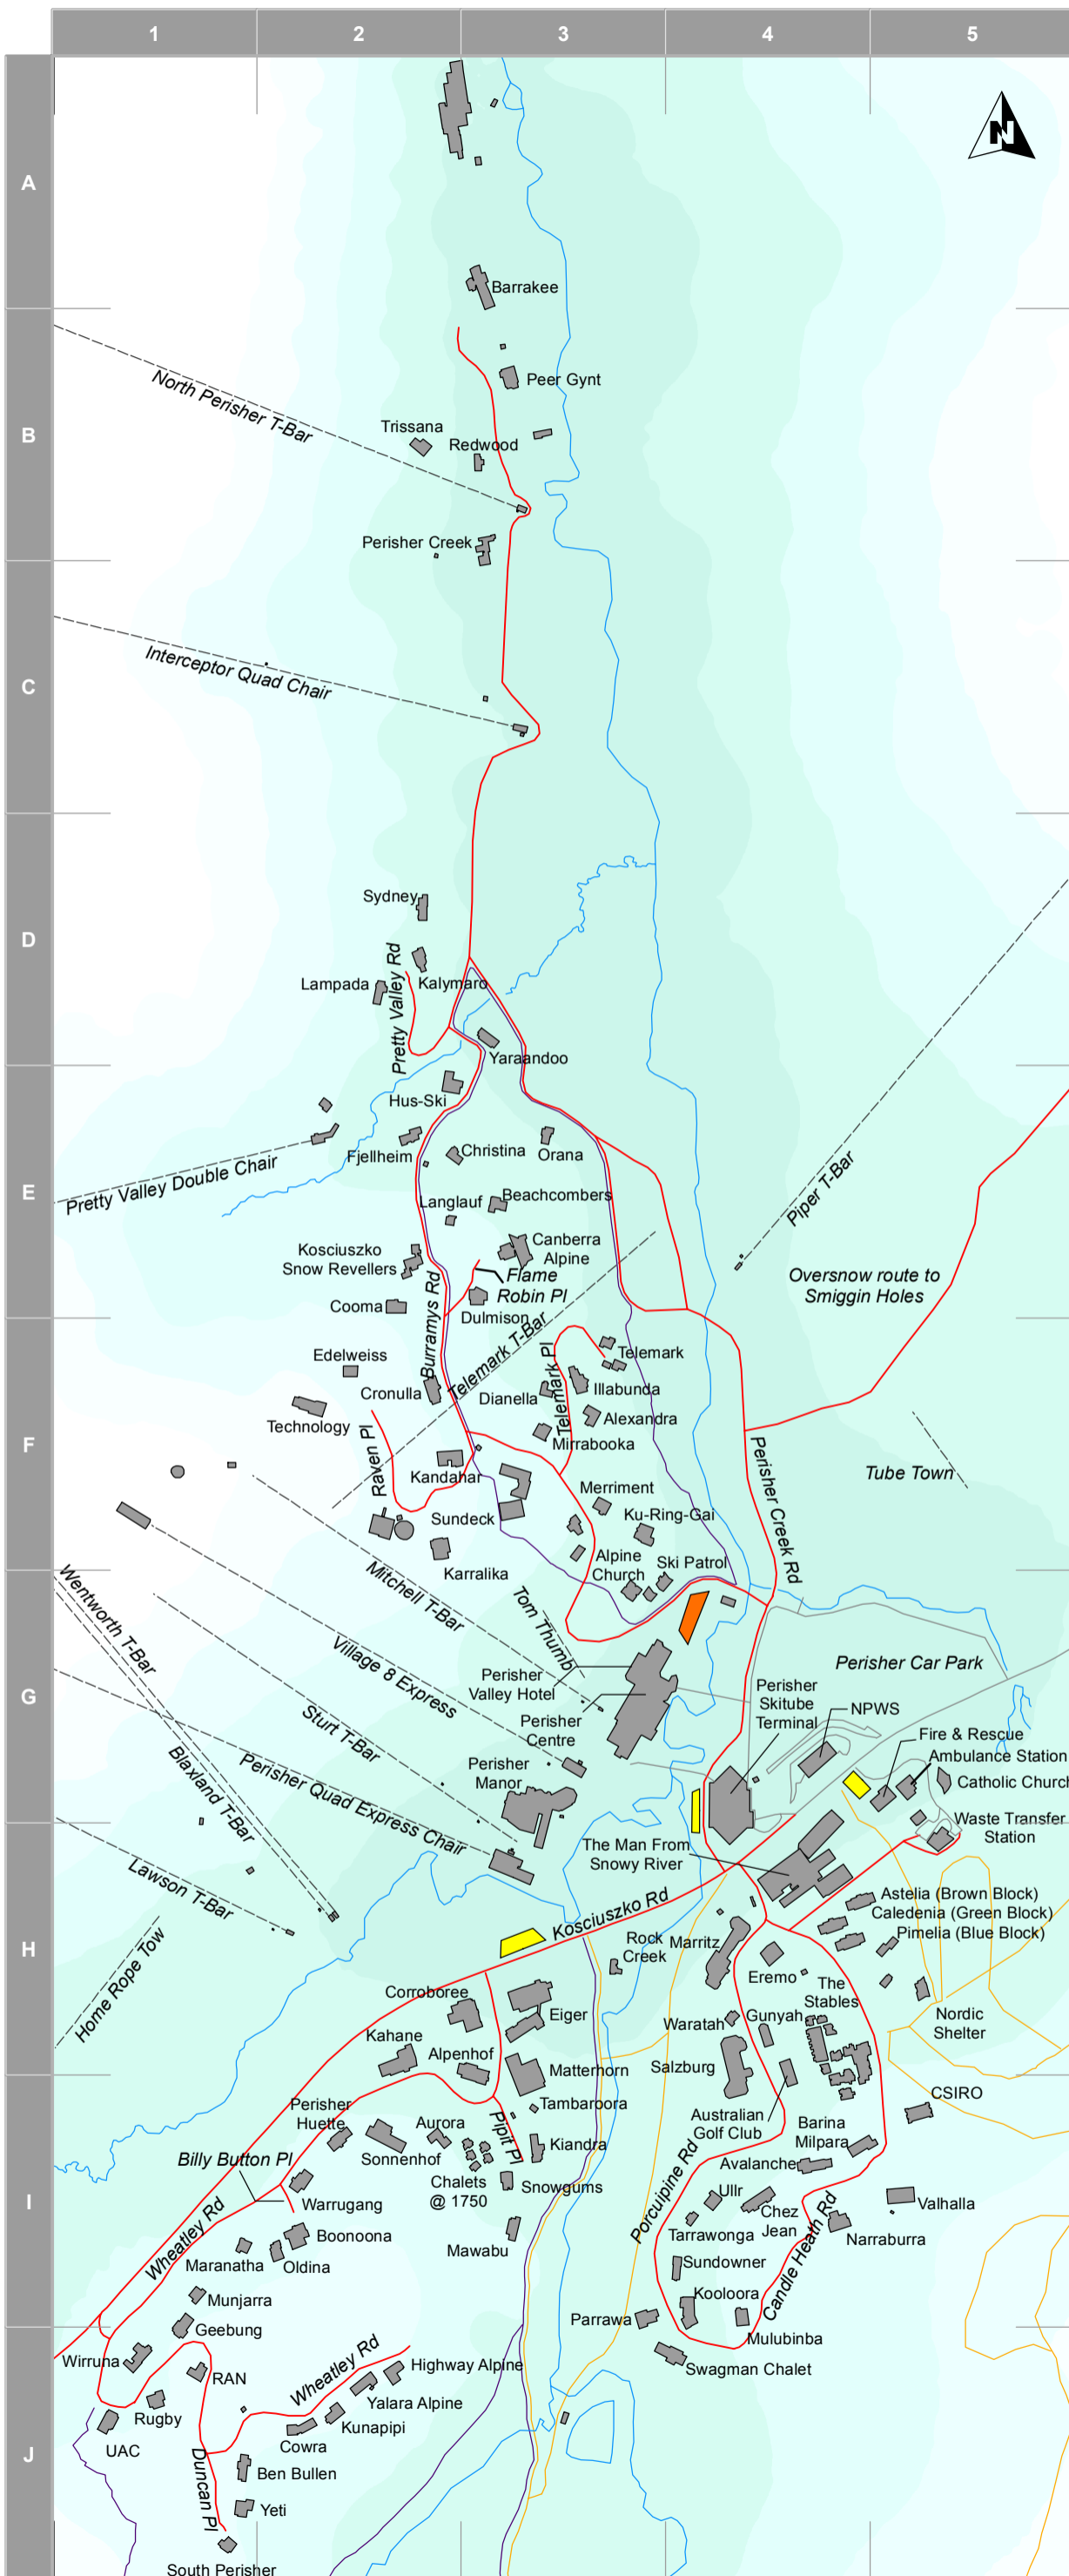 1
2
3
4
5
A
N
Barrakee
North Perisher T-Bar
Peer Gynt
B
Trissana
Redwood
Perisher Creek
Interceptor Quad Chair
C
Sydney
D
Pretty Valley Rd
Lampada
Kalymaro
Yaraandoo
Hus-Ski
Fjellheim
Christina
Orana
Pretty Valley Double Chair
E
Langlauf
Beachcombers
Piper T-Bar
Kosciuszko
Snow Revellers
Canberra
Alpine
Flame
Robin Pl
Oversnow route to
Smiggin Holes
Cooma
Burramys Rd
Dulmison
Telemark T-Bar
Edelweiss
Cronulla
Telemark Pl
Telemark
Dianella
Illabunda
Technology
Alexandra
Mirrabooka
F
Raven Pl
Kandahar
Perisher Creek Rd
Tube Town
Merriment
Sundeck
Ku-Ring-Gai
Karralika
Alpine
Church
Ski Patrol
Wentworth T-Bar
Mitchell T-Bar
Tom Thumb
Village 8 Express
Perisher
Valley Hotel
Perisher Car Park
G
Sturt T-Bar
Perisher
Centre
Perisher
Skitube
Terminal
NPWS
Fire & Rescue
Ambulance Station
Blaxland T-Bar
Perisher Quad Express Chair
Perisher
Manor
Catholic Church
Waste Transfer
Station
The Man From
Snowy River
Lawson T-Bar
Astelia (Brown Block)
Caledenia (Green Block)
Pimelia (Blue Block)
Kosciuszko Rd
H
Home Rope Tow
Rock
Creek
Marritz
Eremo
The
Stables
Corroboree
Eiger
Waratah
Gunyah
Nordic
Shelter
Kahane
Alpenhof
Matterhorn
Salzburg
Perisher
Huette
Tambaroora
CSIRO
Aurora
Pipit Pl
Australian
Golf Club
Barina
Milpara
Billy Button Pl
Sonnenhof
Kiandra
Avalanche
Chalets
@ 1750
Snowgums
Porcuipine Rd
I
Warrugang
Ullr
Chez
Jean
Valhalla
Wheatley Rd
Boonoona
Mawabu
Tarrawonga
Candle Heath Rd
Narraburra
Maranatha
Oldina
Sundowner
Munjarra
Kooloora
Geebung
Parrawa
Mulubinba
Wirruna
RAN
Wheatley Rd
Highway Alpine
Swagman Chalet
Rugby
Yalara Alpine
Kunapipi
UAC
Cowra
J
Duncan Pl
Ben Bullen
Yeti
South Perisher